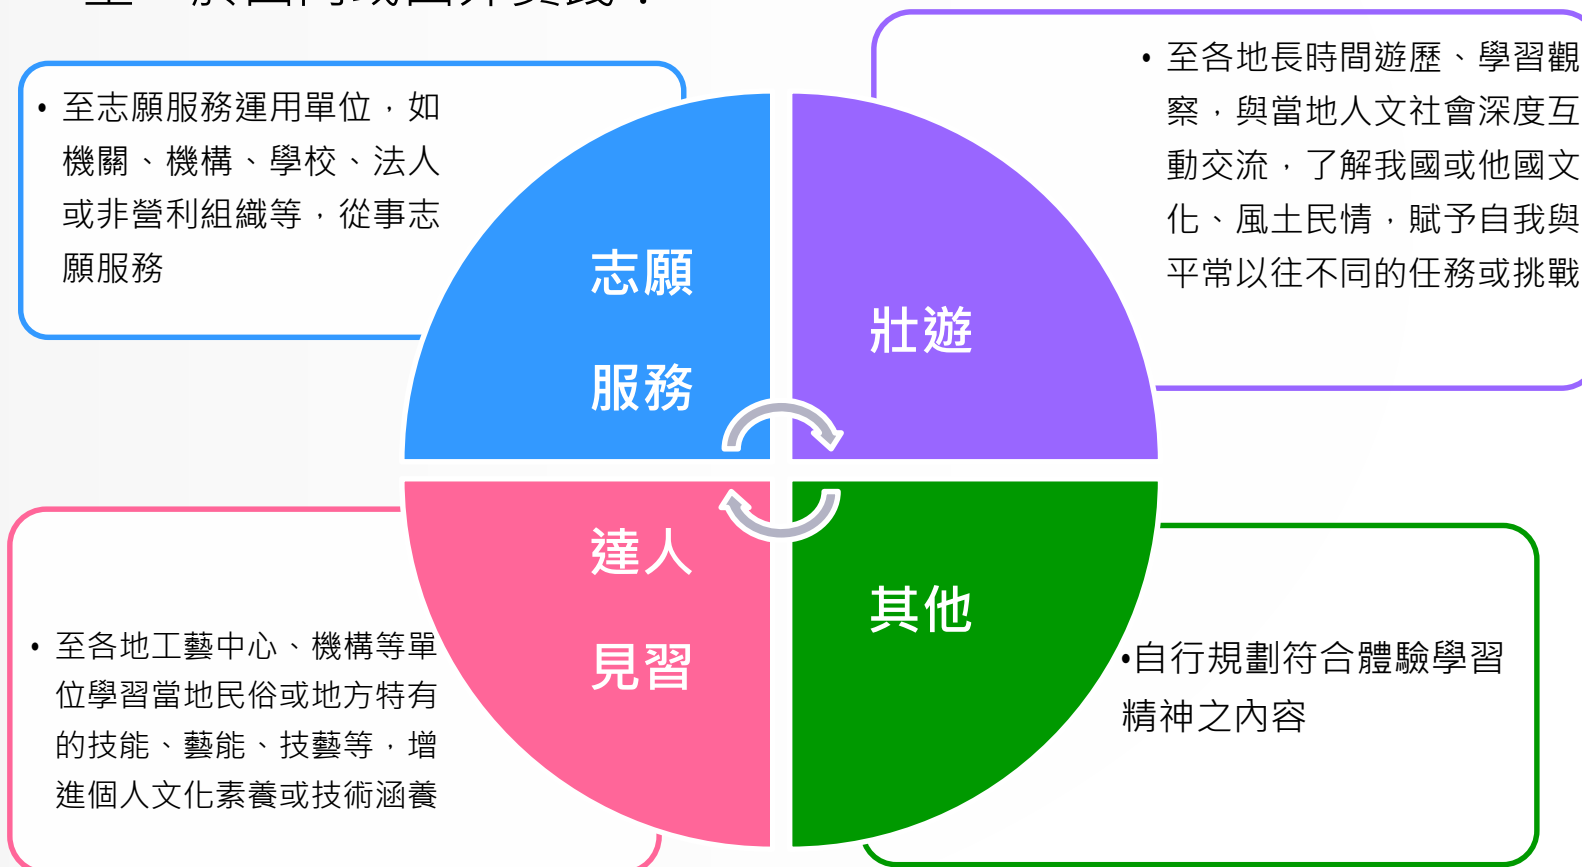 • 至志願服務運用單位，如
機關、機構、學校、法人
或非營利組織等，從事志
願服務
• 至各地長時間遊歷、學習觀
察，與當地人文社會深度互
動交流，了解我國或他國文
化、風土民情，賦予自我與
平常以往不同的任務或挑戰
志願
服務
壯遊
達人
見習
其他
• 至各地工藝中心、機構等單
位學習當地民俗或地方特有
的技能、藝能、技藝等，增
進個人文化素養或技術涵養
•自行規劃符合體驗學習
精神之內容